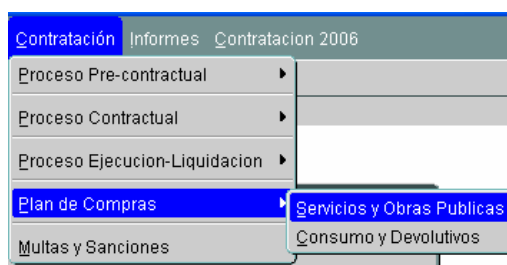 Contratación Informes Contratacion 2006
Proceso Pre-contractual
Proceso Contractual
Proceso Ejecucion-Liquidacion
Plan de Compras
Servicios y Obras Publicas
Consumo y Devolutivos
Multas y Sanciones